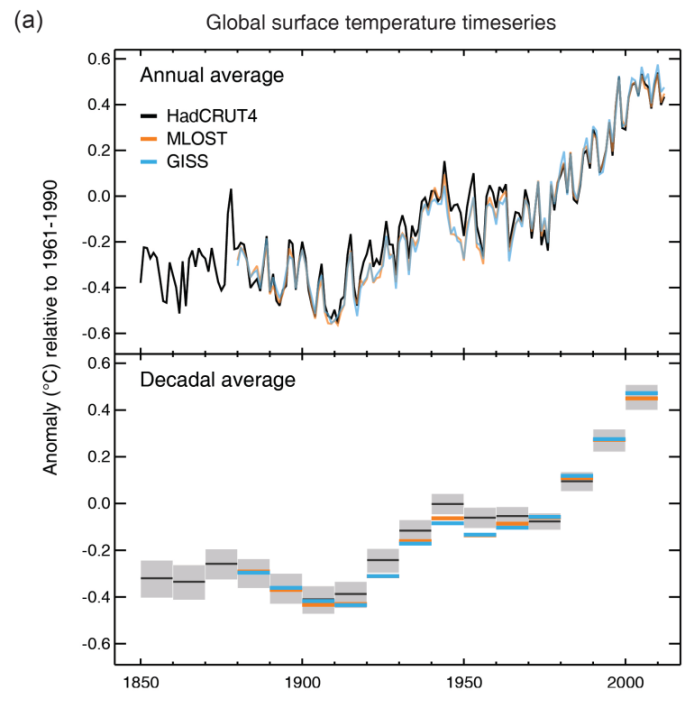 (a)
Global surface temperature timeseries
Anomaly (°C) relative to 1961-1990
0.6
Annual average
0.4
HadCRUT4
MLOST
0.2
GISS
0.0
-0.2
-0.4
-0.6
0.6
Decadal average
0.4
0.2
0.0
-0.2
-0.4
-0.6
1850 1900 1950 2000